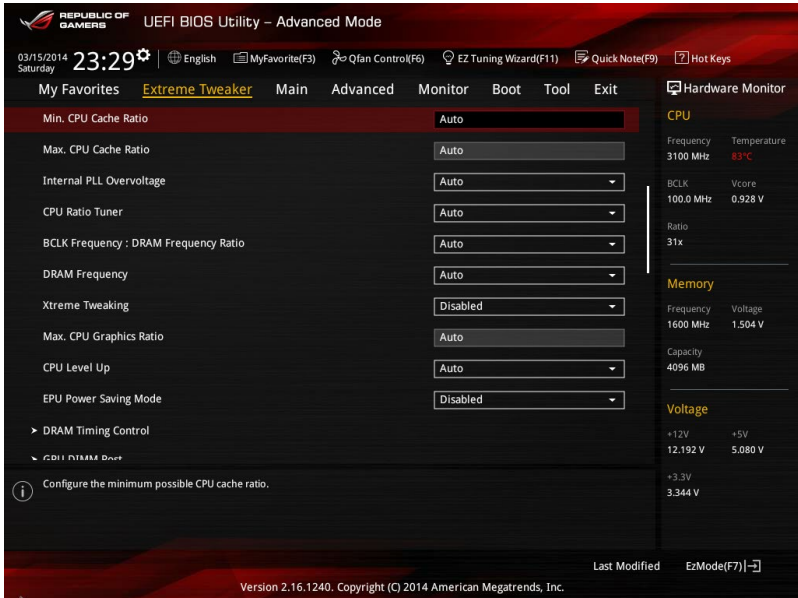 REPUBLIC OF
GAMERS
UEFI BIOS Utility – Advanced Mode
03/15/2014
Saturday
23:29
English
MyFavorite(F3)
Qfan Control(F6)
EZ Tuning Wizard(F11)
Quick Note(F9)
? Hot Keys
My Favorites Extreme Tweaker Main Advanced Monitor Boot Tool Exit
Min. CPU Cache Ratio Auto
Max. CPU Cache Ratio Auto
Internal PLL Overvoltage Auto
CPU Ratio Tuner Auto
BCLK Frequency : DRAM Frequency Ratio Auto
DRAM Frequency Auto
Xtreme Tweaking Disabled
Max. CPU Graphics Ratio Auto
CPU Level Up Auto
EPU Power Saving Mode Disabled
> DRAM Timing Control
> GPU DIMM Post
Configure the minimum possible CPU cache ratio.
Hardware Monitor
CPU
Frequency Temperature
3100 MHz 83°C
BCLK Vcore
100.0 MHz 0.928 V
Ratio
31x
Memory
Frequency Voltage
1600 MHz 1.504 V
Capacity
4096 MB
Voltage
+12V +5V
12.192 V 5.080 V
+3.3V
3.344 V
Last Modified
EzMode(F7)
Version 2.16.1240. Copyright (C) 2014 American Megatrends, Inc.